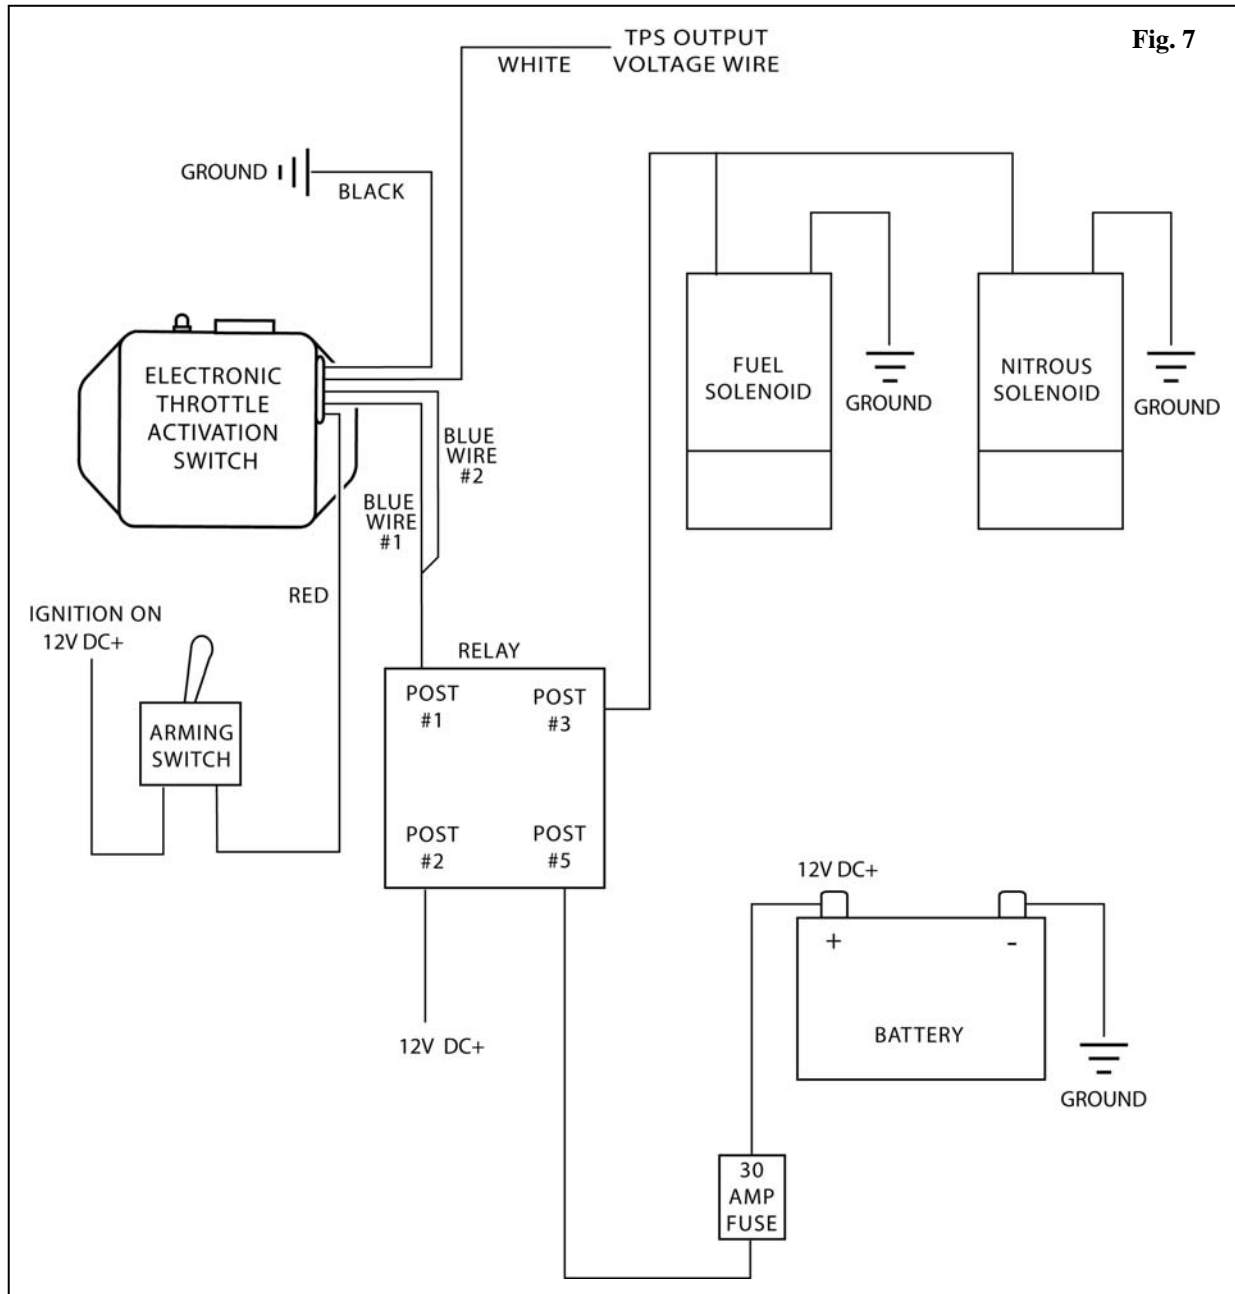 Fig. 7
TPS OUTPUT
VOLTAGE WIRE
WHITE
GROUND
BLACK
ELECTRONIC
THROTTLE
ACTIVATION
SWITCH
FUEL
SOLENOID
GROUND
NITROUS
SOLENOID
GROUND
BLUE
WIRE
#2
BLUE
WIRE
#1
RED
IGNITION ON
12V DC+
ARMING
SWITCH
RELAY
POST
#1
POST
#3
POST
#2
POST
#5
12V DC+
12V DC+
+
-
BATTERY
GROUND
30
AMP
FUSE